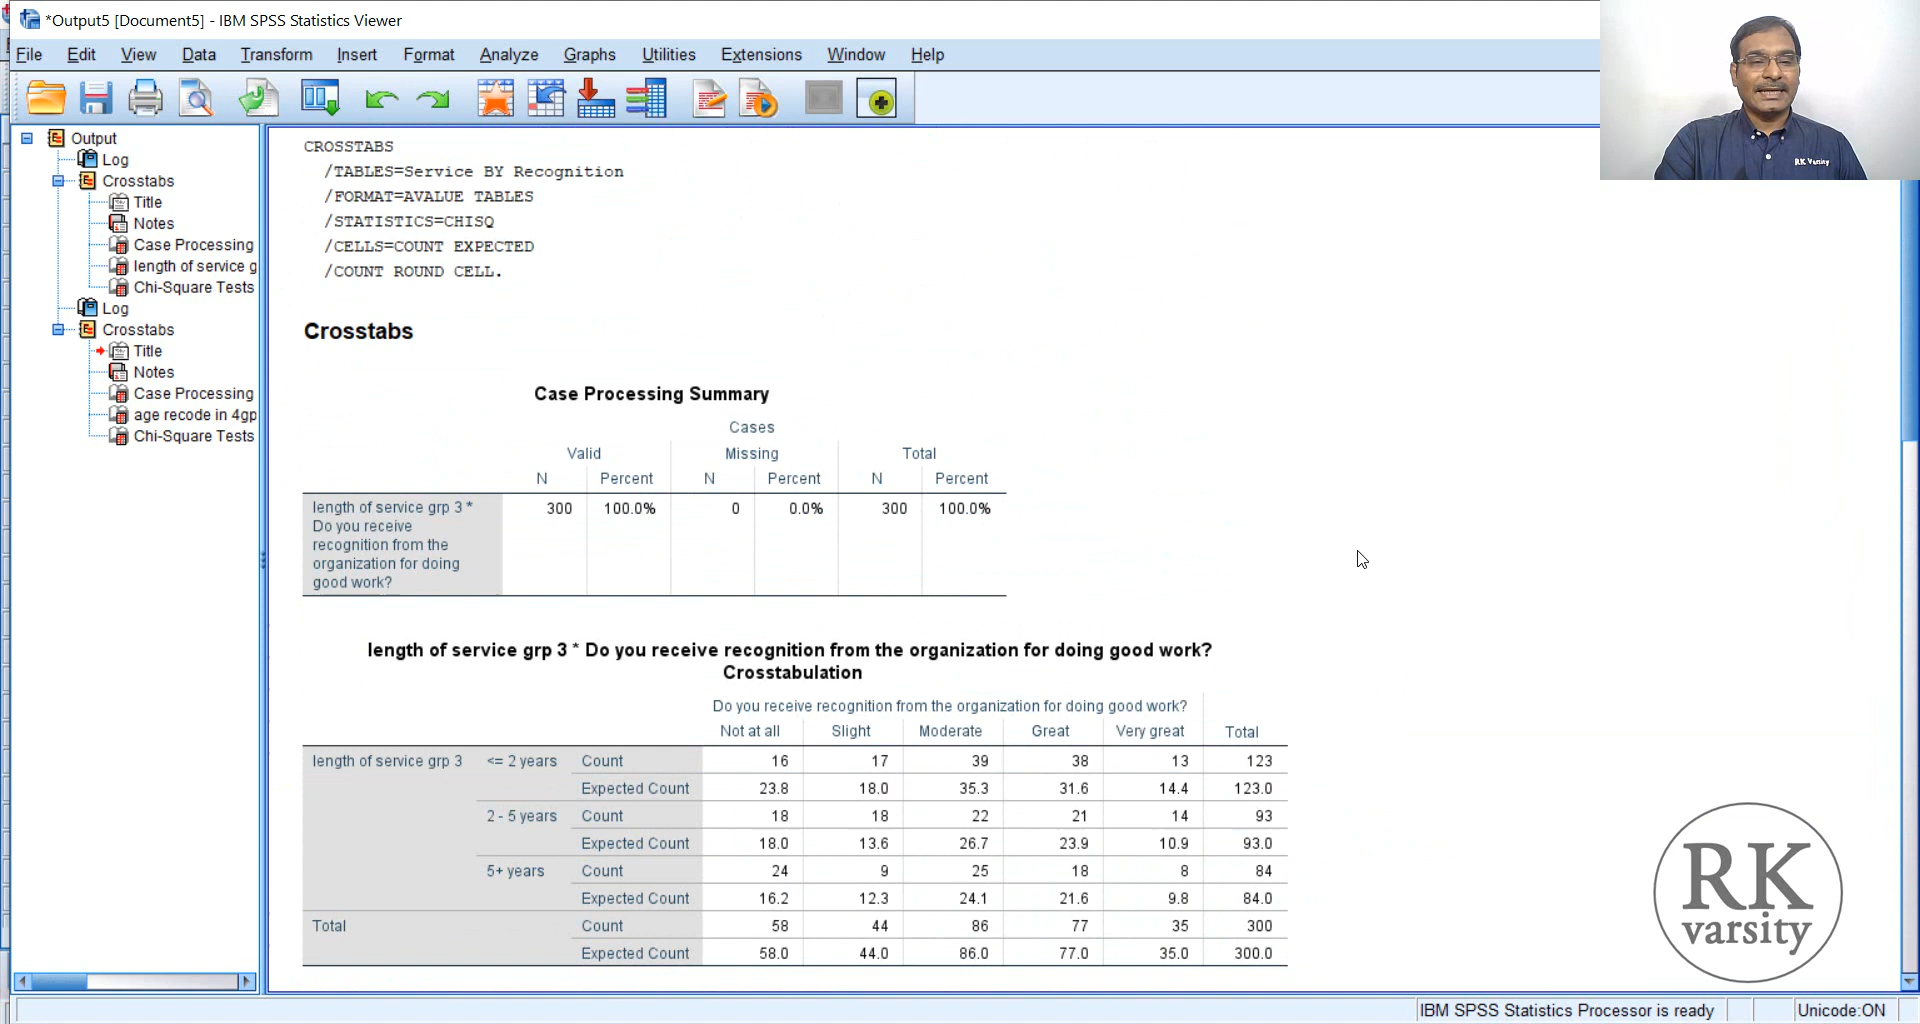 *Output5 [Document5] - IBM SPSS Statistics Viewer
File Edit View Data Transform Insert Format Analyze Graphs Utilities Extensions Window Help
Output
Log
Crosstabs
Title
Notes
Case Processing
length of service g
Chi-Square Tests
Log
Crosstabs
Title
Notes
Case Processing
age recode in 4gp
Chi-Square Tests
CROSSTABS
/TABLES=Service BY Recognition
/FORMAT=AVALUE TABLES
/STATISTICS=CHISQ
/CELLS=COUNT EXPECTED
/COUNT ROUND CELL.
Crosstabs
Case Processing Summary
Cases
Valid Missing Total
N Percent N Percent N Percent
length of service grp 3 * 300 100.0% 0 0.0% 300 100.0%
Do you receive
recognition from the
organization for doing
good work?
length of service grp 3 * Do you receive recognition from the organization for doing good work?
Crosstabulation
Do you receive recognition from the organization for doing good work?
Not at all Slight Moderate Great Very great Total
length of service grp 3 <= 2 years Count 16 17 39 38 13 123
Expected Count 23.8 18.0 35.3 31.6 14.4 123.0
2 - 5 years Count 18 18 22 21 14 93
Expected Count 18.0 13.6 26.7 23.9 10.9 93.0
5+ years Count 24 9 25 18 8 84
Expected Count 16.2 12.3 24.1 21.6 9.8 84.0
Total Count 58 44 86 77 35 300
Expected Count 58.0 44.0 86.0 77.0 35.0 300.0
RK Varsity
RK
varsity
IBM SPSS Statistics Processor is ready Unicode:ON